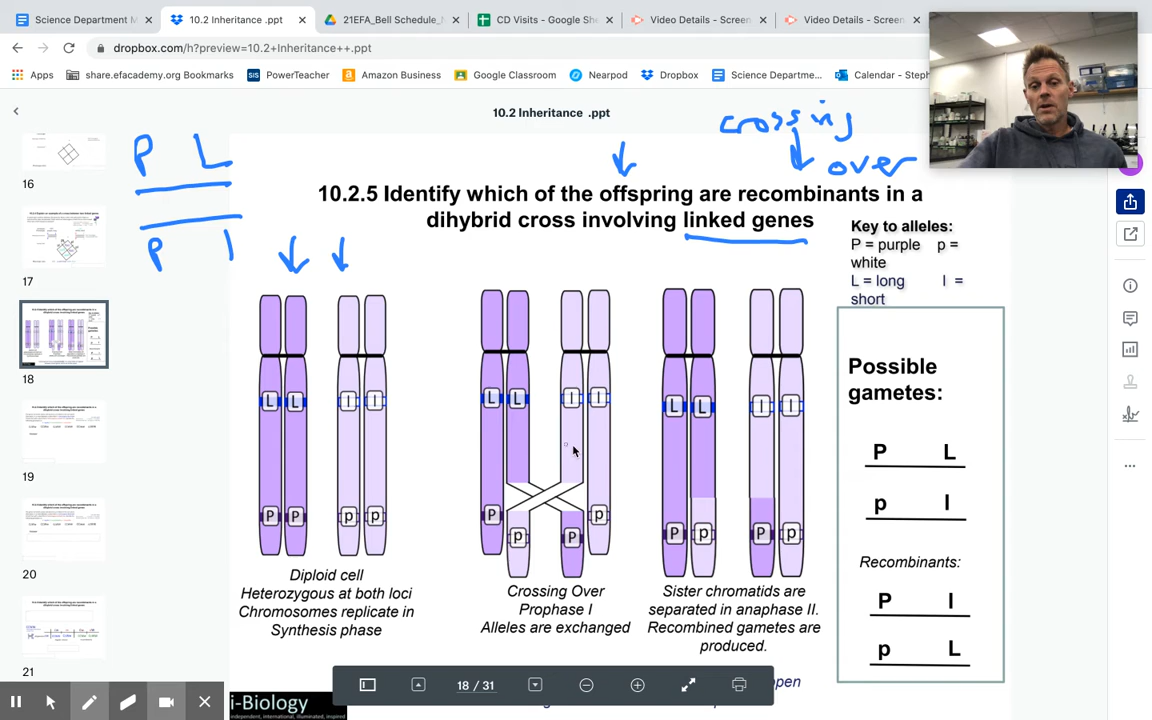 Science Department M
10.2 Inheritance .ppt
21EFA_Bell Schedule_
CD Visits - Google She
Video Details - Screen
Video Details - Screen
dropbox.com/h?preview=10.2+Inheritance++.ppt
Apps
share.efacademy.org Bookmarks
SIS
PowerTeacher
Amazon Business
Google Classroom
Nearpod
Dropbox
Science Departme...
Calendar - Steph
10.2 Inheritance .ppt
crossing
over
P L
p l
10.2.5 Identify which of the offspring are recombinants in a
dihybrid cross involving linked genes
Key to alleles:
P = purple p =
white
L = long l =
short
L L l l
L L l l
L L l l
P P p p
P p P p
P p P p
Diploid cell
Heterozygous at both loci
Chromosomes replicate in
Synthesis phase
Crossing Over
Prophase I
Alleles are exchanged
Sister chromatids are
separated in anaphase II.
Recombined gametes are
produced.
Possible
gametes:
P L
p l
Recombinants:
P l
p L
16
17
18
19
20
21
18 / 31
open
i-Biology